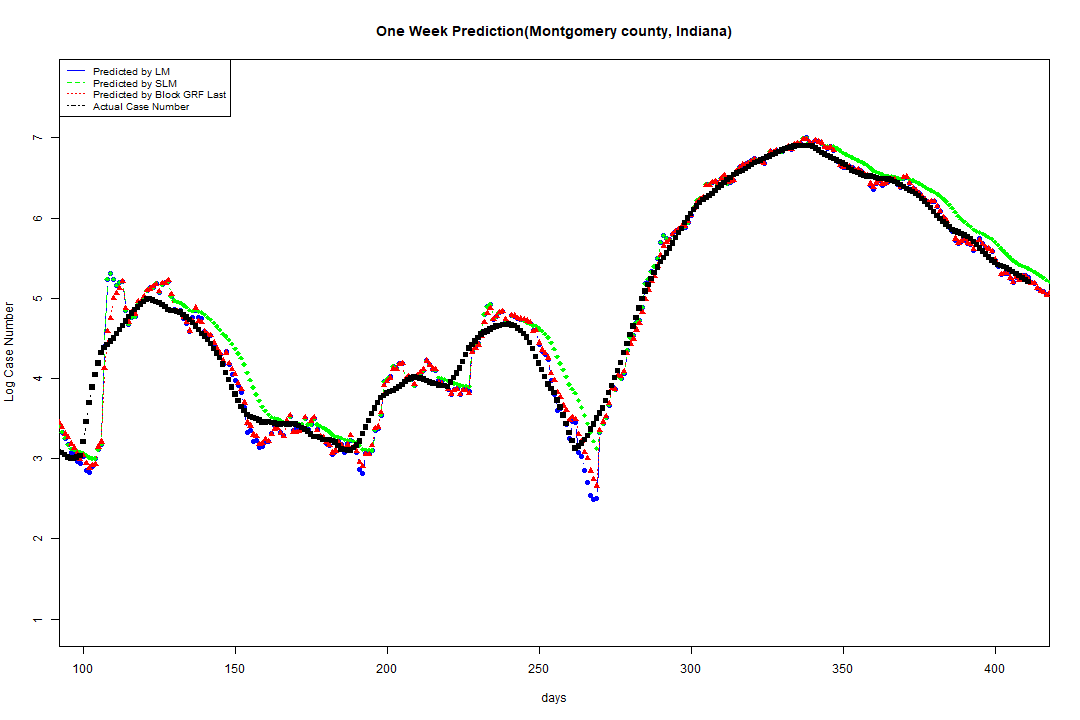 One Week Prediction(Montgomery county, Indiana)
Predicted by LM
Predicted by SLM
Predicted by Block GRF Last
Actual Case Number
7
6
5
4
3
2
1
Log Case Number
100 150 200 250 300 350 400
days